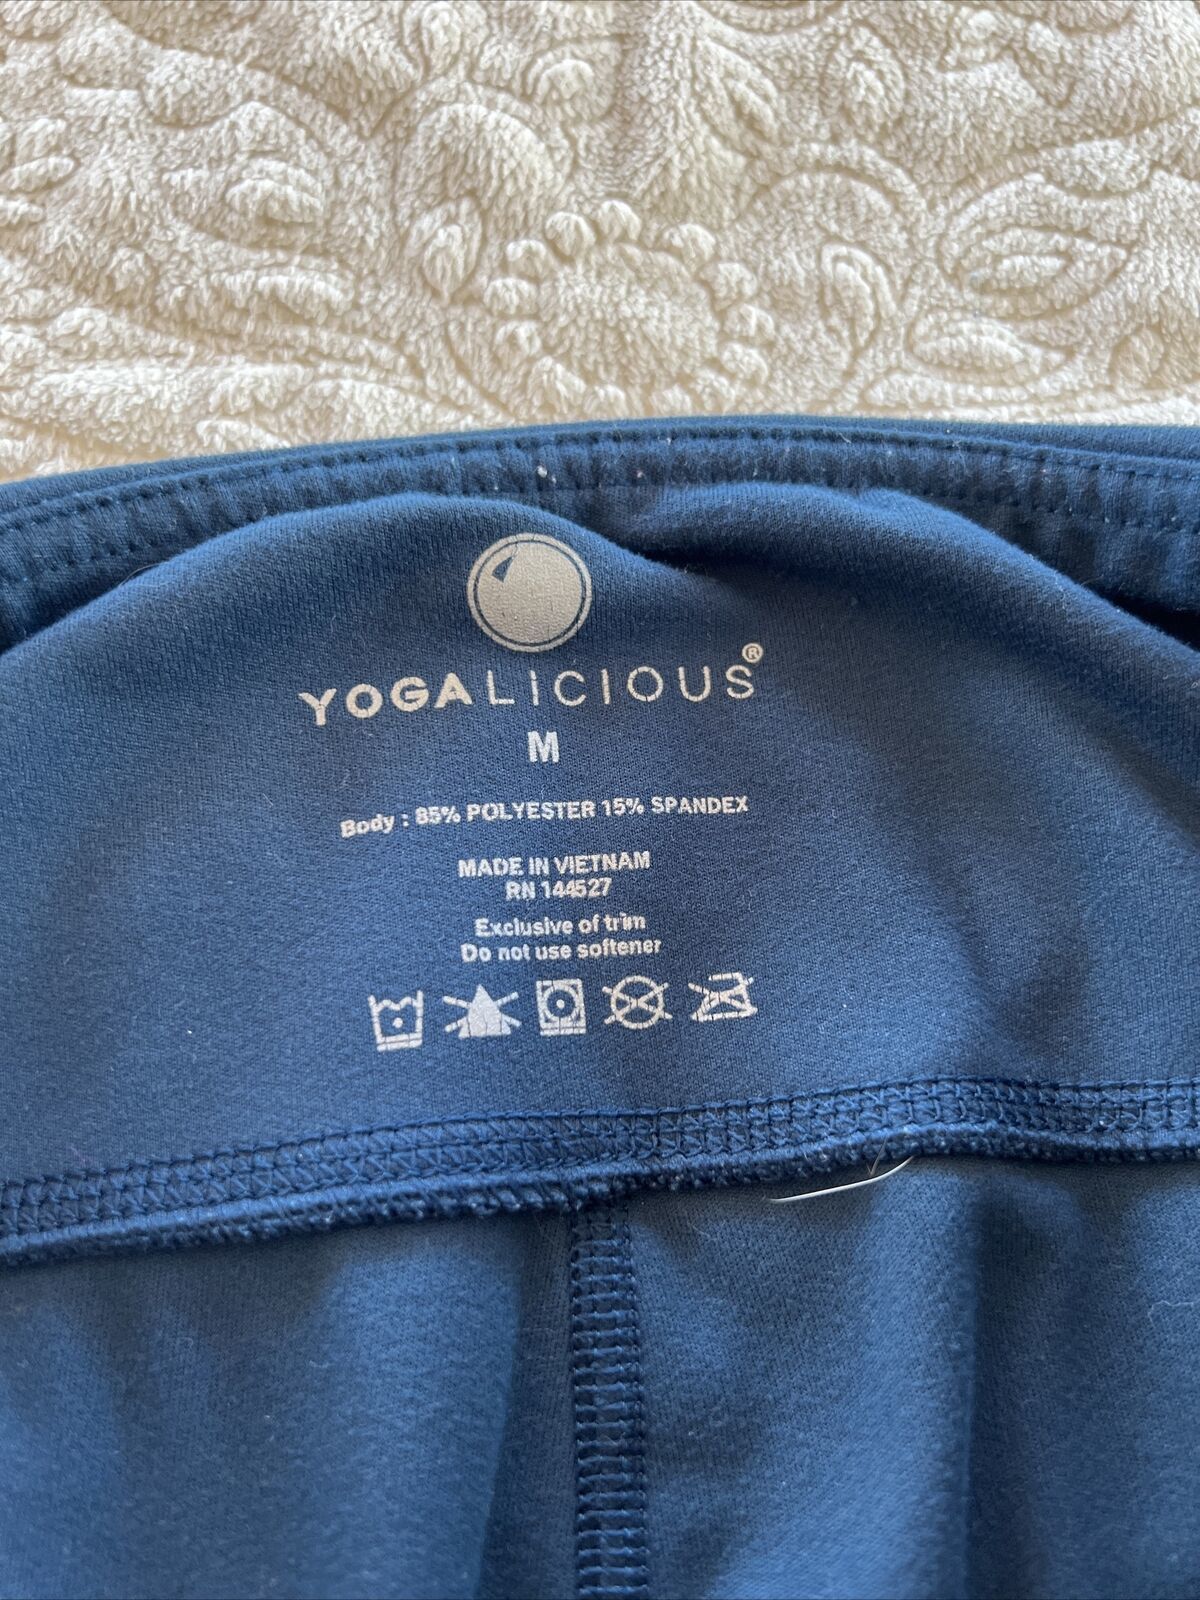 YOGALICIOUS®
M
Body : 85% POLYESTER 15% SPANDEX
MADE IN VIETNAM
RN 144527
Exclusive of trim
Do not use softener